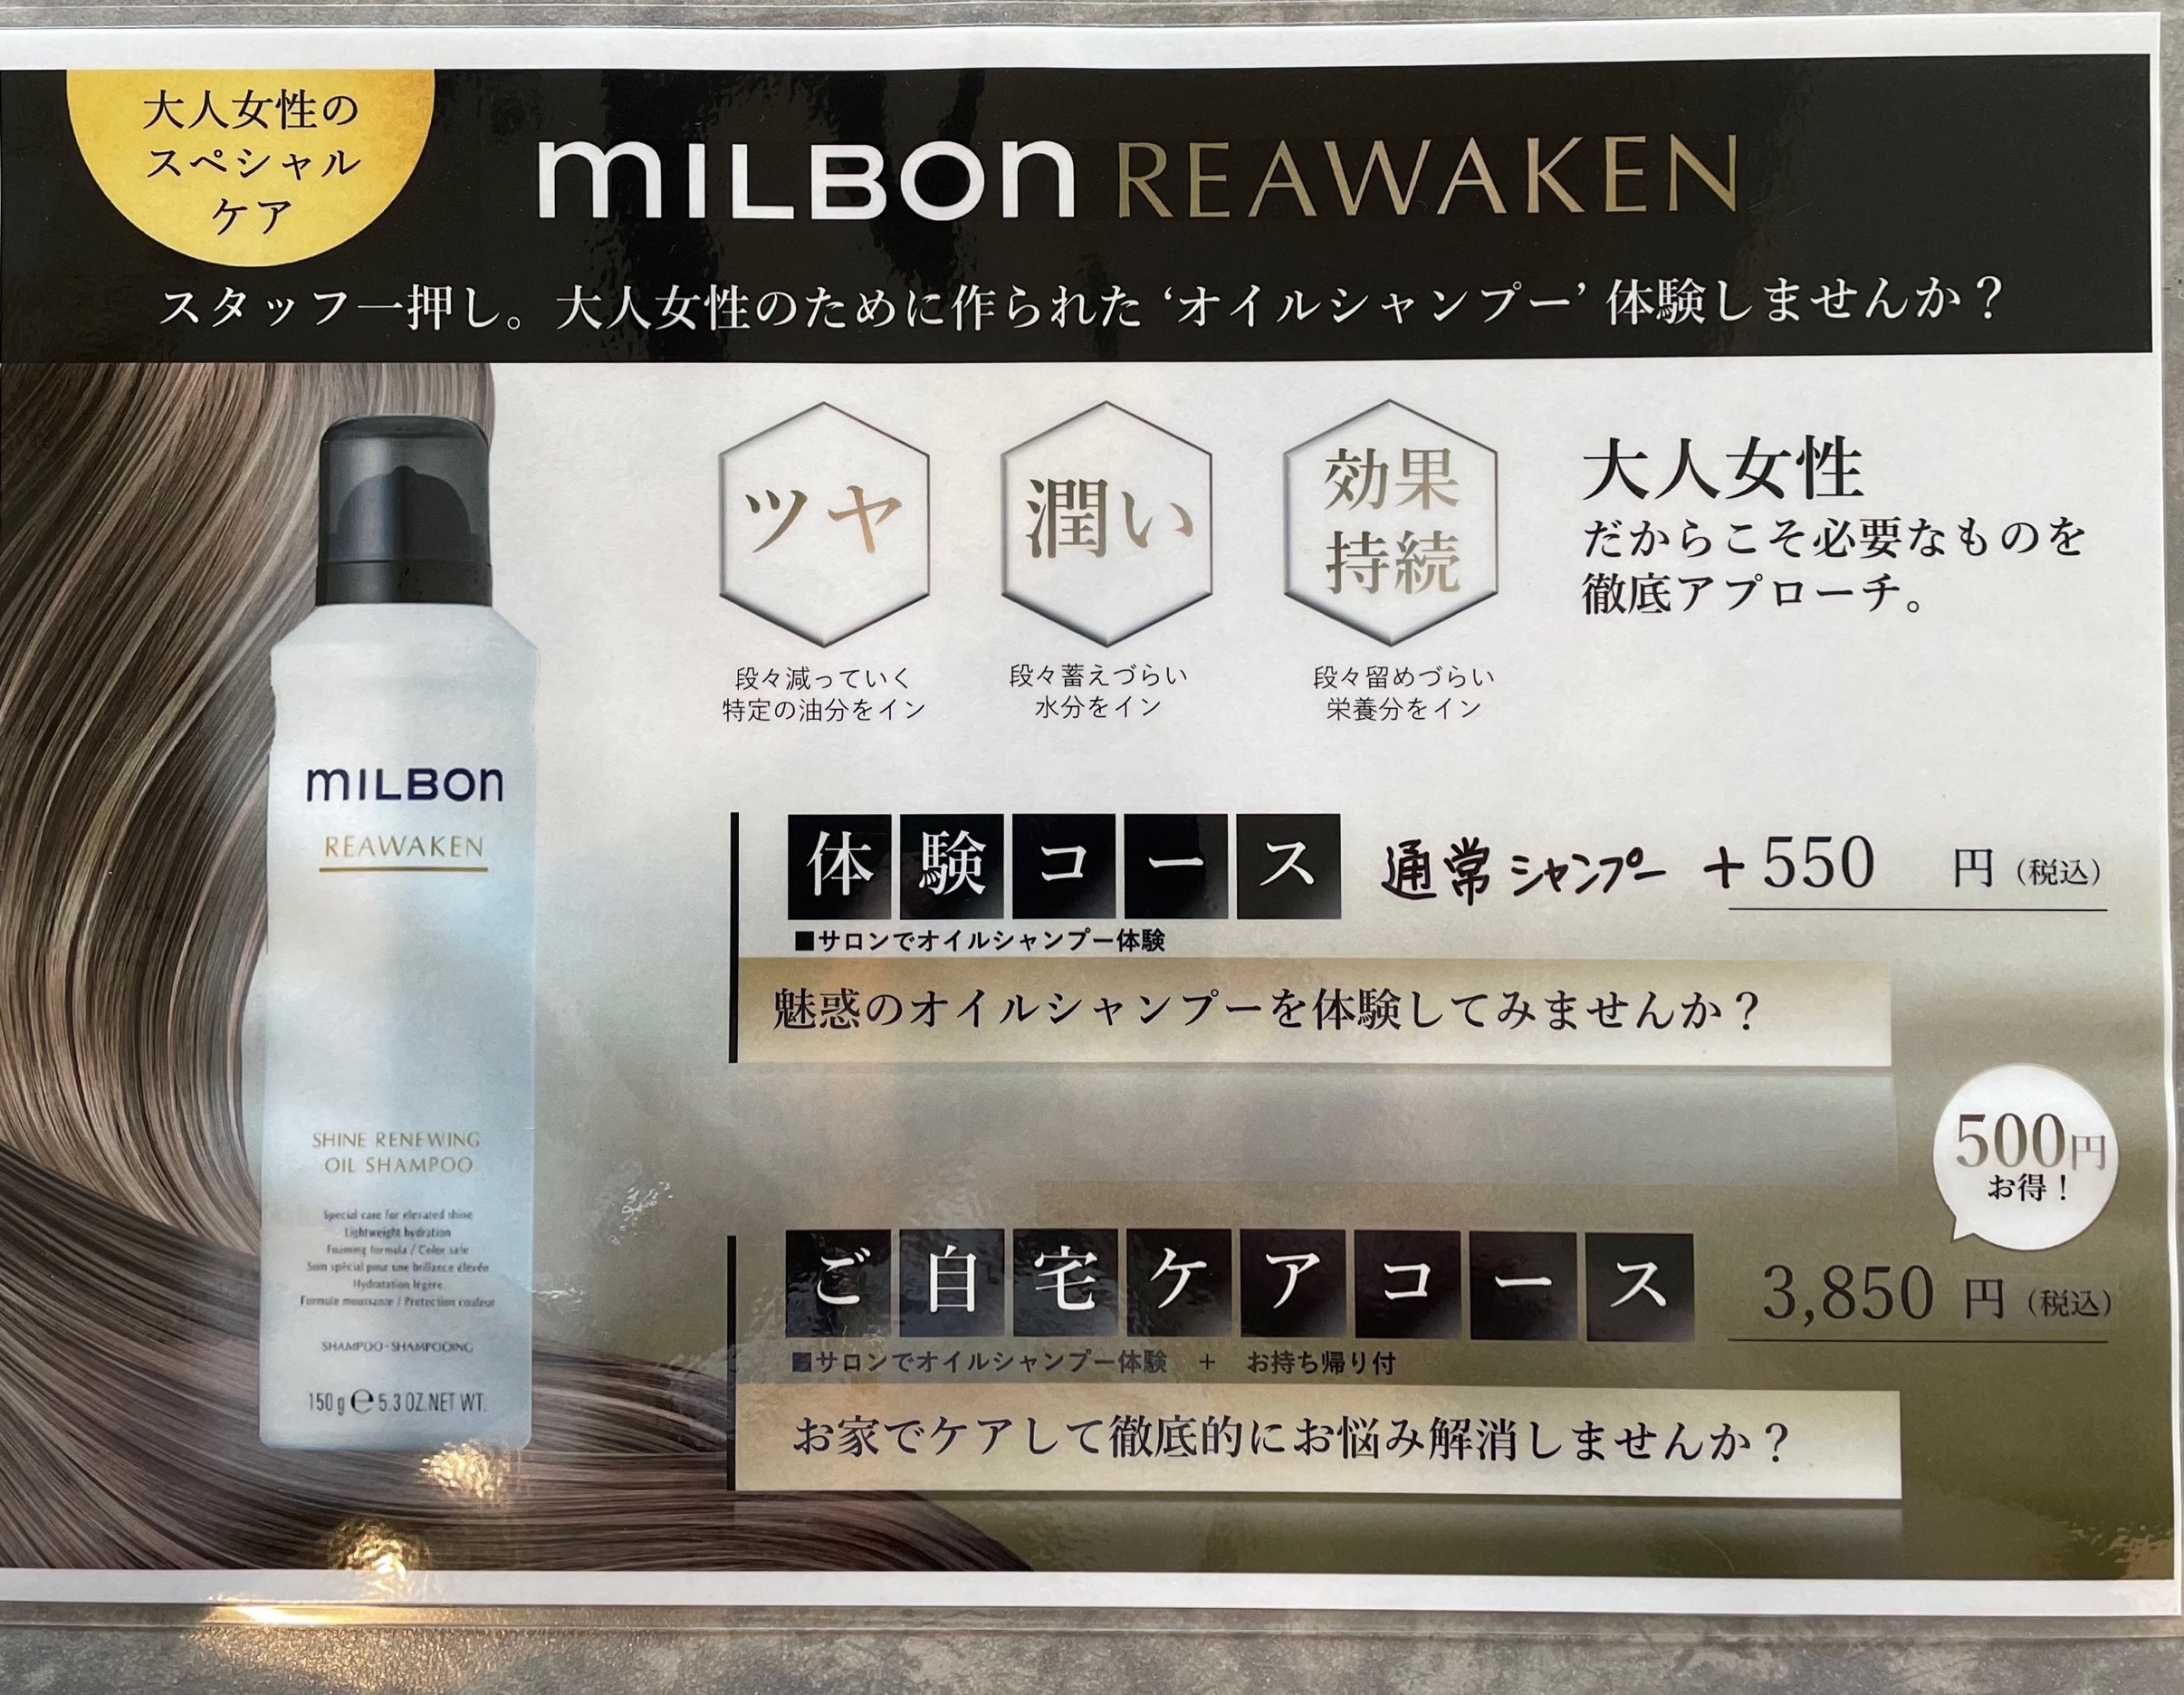 大人女性の
スペシャル
ケア
MILBON REAWAKEN
スタッフ一押し。大人女性のために作られた‘オイルシャンプー’体験しませんか？
ツヤ
段々減っていく
特定の油分をイン
潤い
段々蓄えづらい
水分をイン
効果
持続
段々留めづらい
栄養分をイン
大人女性
だからこそ必要なものを
徹底アプローチ。
MILBON
REAWAKEN
SHINE RENEWING
OIL SHAMPOO
Special care for elevated shine
Lightweight hydration
Foaming formula / Color safe
Soin spécial pour une brillance élevée
Hydratation légère
Formule moussante / Protection couleur
SHAMPOO・SHAMPOOING
150 g ℮ 5.3 OZ.NET WT.
体験コース 通常シャンプー +550 円（税込）
■サロンでオイルシャンプー体験
魅惑のオイルシャンプーを体験してみませんか？
500円
お得！
ご自宅ケアコース 3,850 円（税込）
■サロンでオイルシャンプー体験 + お持ち帰り付
お家でケアして徹底的にお悩み解消しませんか？